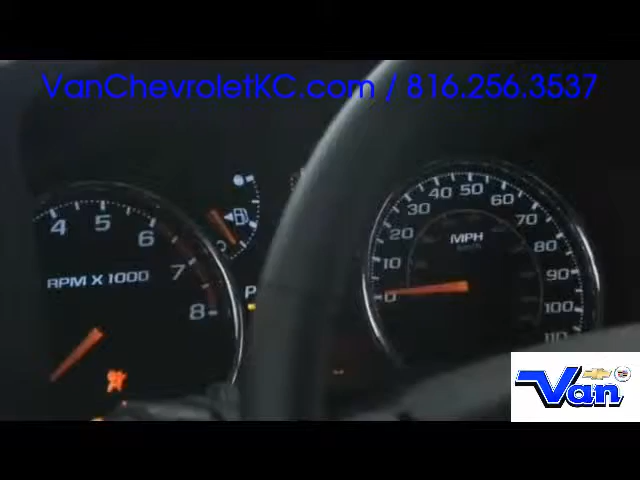 VanChevroletKC.com / 816.256.3537
4 5 6 7 8
RPM X 1000
P
0 10 20 30 40 50 60 70 80 90 100 110
MPH
km/h
Van